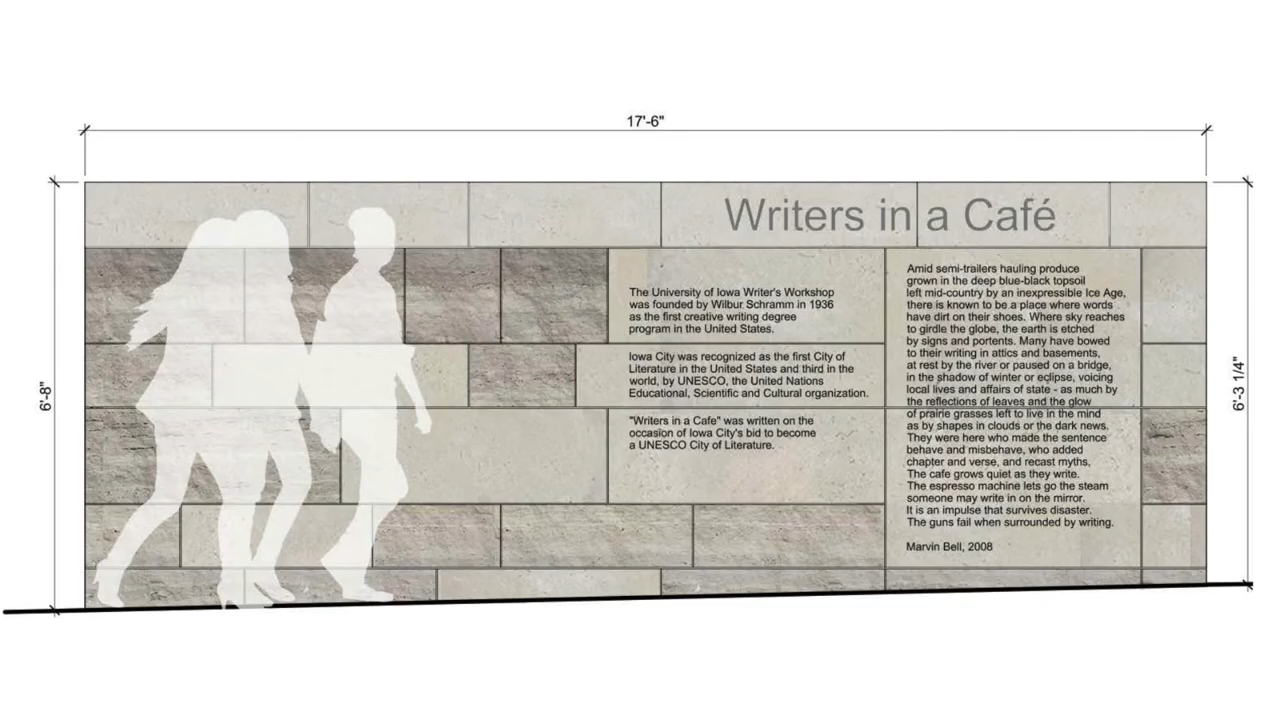 17'-6"
6'-8"
6'-3 1/4"
Writers in a Café
The University of Iowa Writer's Workshop
was founded by Wilbur Schramm in 1936
as the first creative writing degree
program in the United States.
Iowa City was recognized as the first City of
Literature in the United States and third in the
world, by UNESCO, the United Nations
Educational, Scientific and Cultural organization.
"Writers in a Cafe" was written on the
occasion of Iowa City's bid to become
a UNESCO City of Literature.
Amid semi-trailers hauling produce
grown in the deep blue-black topsoil
left mid-country by an inexpressible Ice Age,
there is known to be a place where words
have dirt on their shoes. Where sky reaches
to girdle the globe, the earth is etched
by signs and portents. Many have bowed
to their writing in attics and basements,
at rest by the river or paused on a bridge,
in the shadow of winter or eclipse, voicing
local lives and affairs of state - as much by
the reflections of leaves and the glow
of prairie grasses left to live in the mind
as by shapes in clouds or the dark news.
They were here who made the sentence
behave and misbehave, who added
chapter and verse, and recast myths,
The cafe grows quiet as they write.
The espresso machine lets go the steam
someone may write in on the mirror.
It is an impulse that survives disaster.
The guns fail when surrounded by writing.
Marvin Bell, 2008